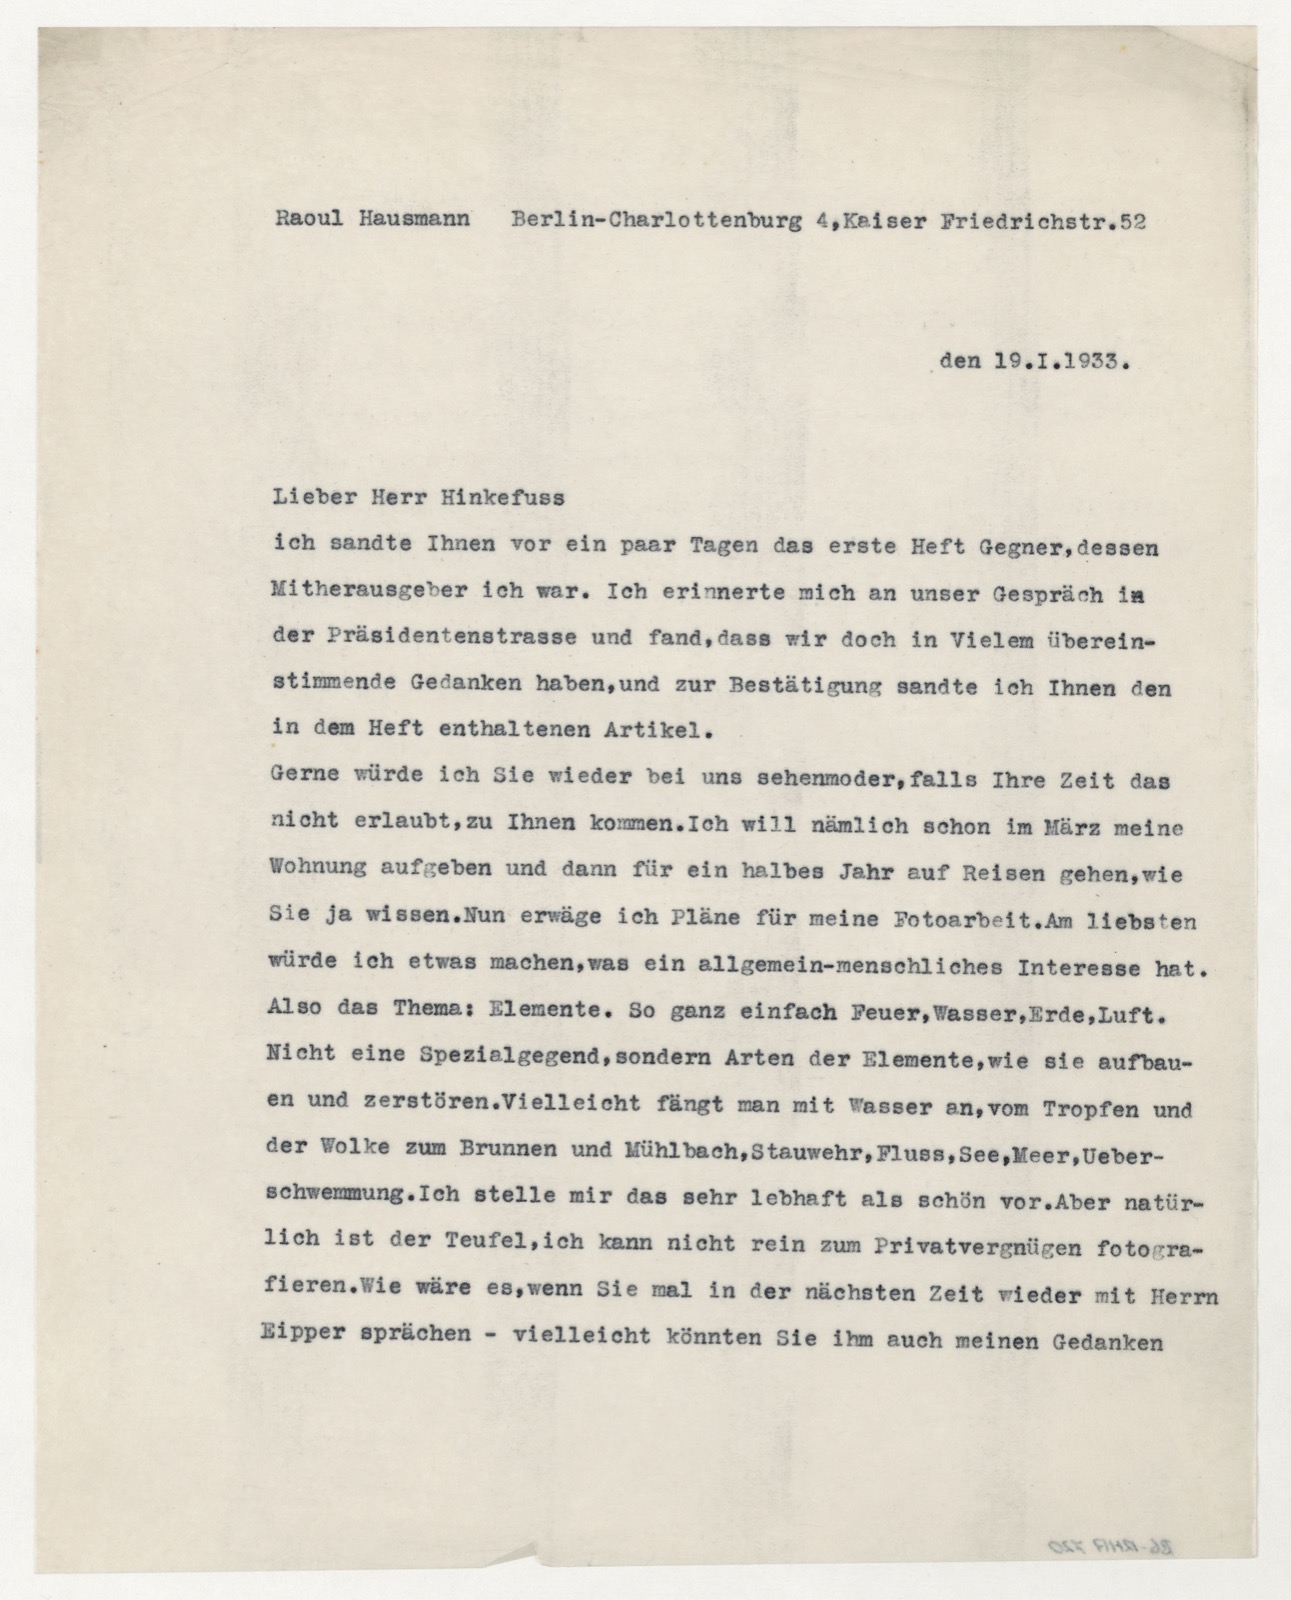 Raoul Hausmann   Berlin-Charlottenburg 4,Kaiser Friedrichstr.52
den 19.I.1933.
Lieber Herr Hinkefuss
ich sandte Ihnen vor ein paar Tagen das erste Heft Gegner,dessen
Mitherausgeber ich war. Ich erinnerte mich an unser Gespräch in
der Präsidentenstrasse und fand,dass wir doch in Vielem überein-
stimmende Gedanken haben,und zur Bestätigung sandte ich Ihnen den
in dem Heft enthaltenen Artikel.
Gerne würde ich Sie wieder bei uns sehenmoder,falls Ihre Zeit das
nicht erlaubt,zu Ihnen kommen.Ich will nämlich schon im März meine
Wohnung aufgeben und dann für ein halbes Jahr auf Reisen gehen,wie
Sie ja wissen.Nun erwäge ich Pläne für meine Fotoarbeit.Am liebsten
würde ich etwas machen,was ein allgemein-menschliches Interesse hat.
Also das Thema: Elemente. So ganz einfach Feuer,Wasser,Erde,Luft.
Nicht eine Spezialgegend,sondern Arten der Elemente,wie sie aufbau-
en und zerstören.Vielleicht fängt man mit Wasser an,vom Tropfen und
der Wolke zum Brunnen und Mühlbach,Stauwehr,Fluss,See,Meer,Ueber-
schwemmung.Ich stelle mir das sehr lebhaft als schön vor.Aber natür-
lich ist der Teufel,ich kann nicht rein zum Privatvergnügen fotogra-
fieren.Wie wäre es,wenn Sie mal in der nächsten Zeit wieder mit Herrn
Eipper sprächen - vielleicht könnten Sie ihm auch meinen Gedanken